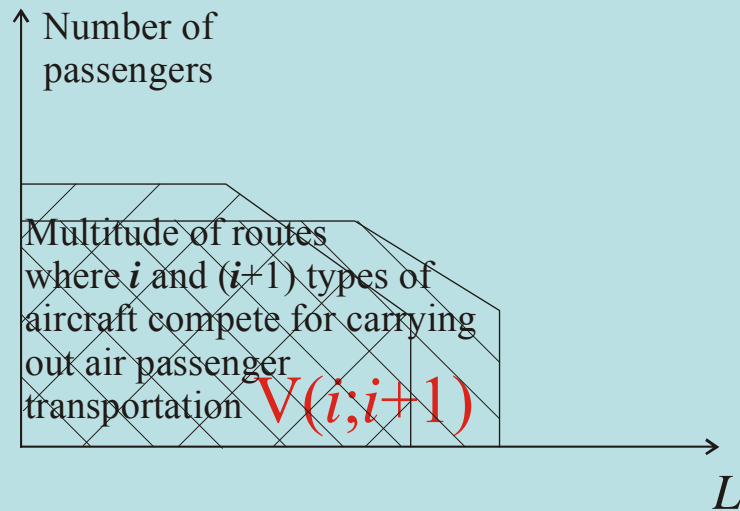 Number of
passengers
Multitude of routes
where i and (i+1) types of
aircraft compete for carrying
out air passenger
transportation V(i;i+1)
L